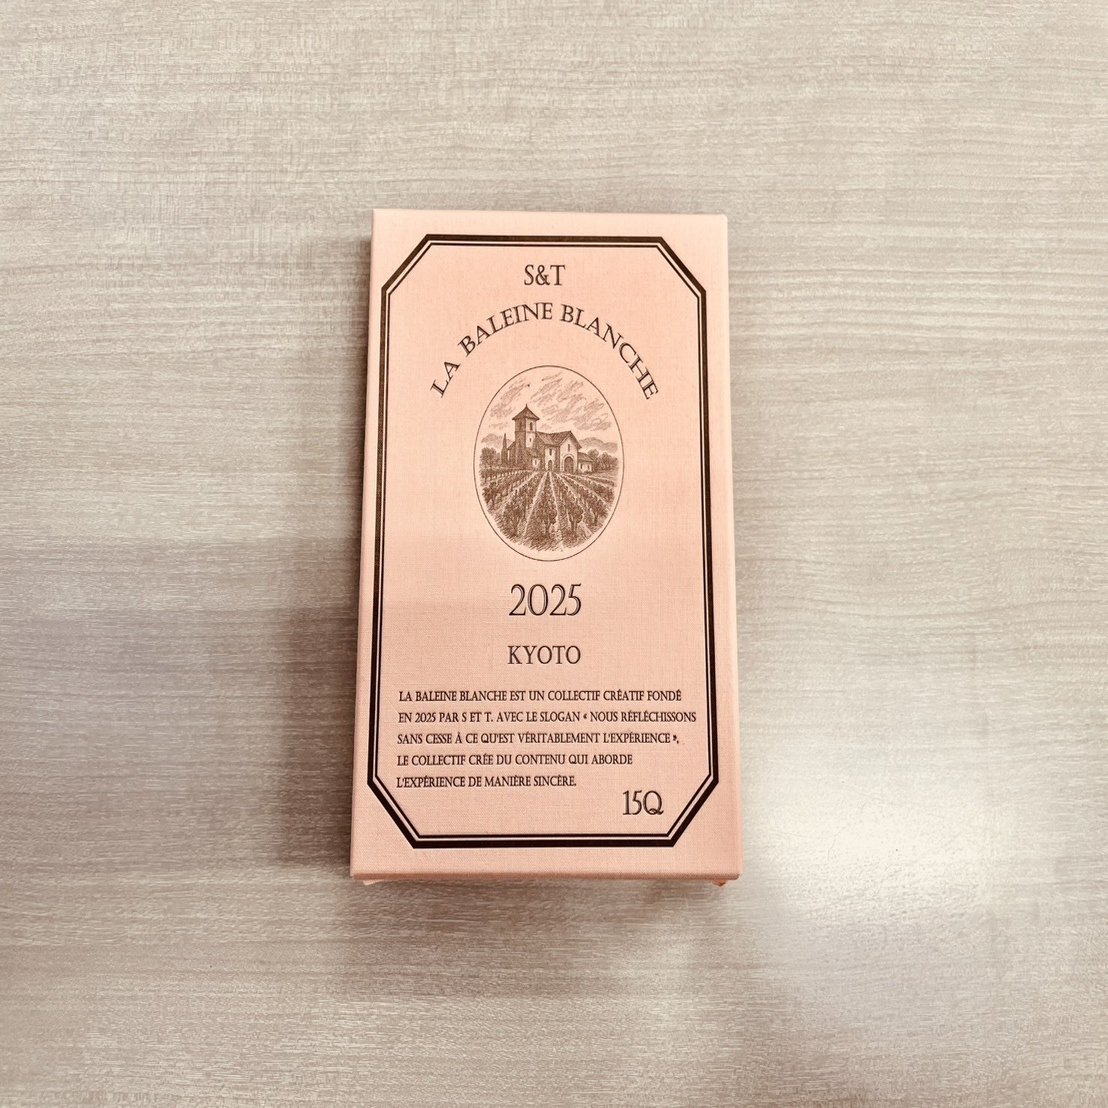 S&T
LA BALEINE BLANCHE
2025
KYOTO
LA BALEINE BLANCHE EST UN COLLECTIF CRÉATIF FONDÉ
EN 2025 PAR S ET T. AVEC LE SLOGAN « NOUS RÉFLÉCHISSONS
SANS CESSE À CE QU'EST VÉRITABLEMENT L'EXPÉRIENCE »,
LE COLLECTIF CRÉE DU CONTENU QUI ABORDE
L'EXPÉRIENCE DE MANIÈRE SINCÈRE.
15Q